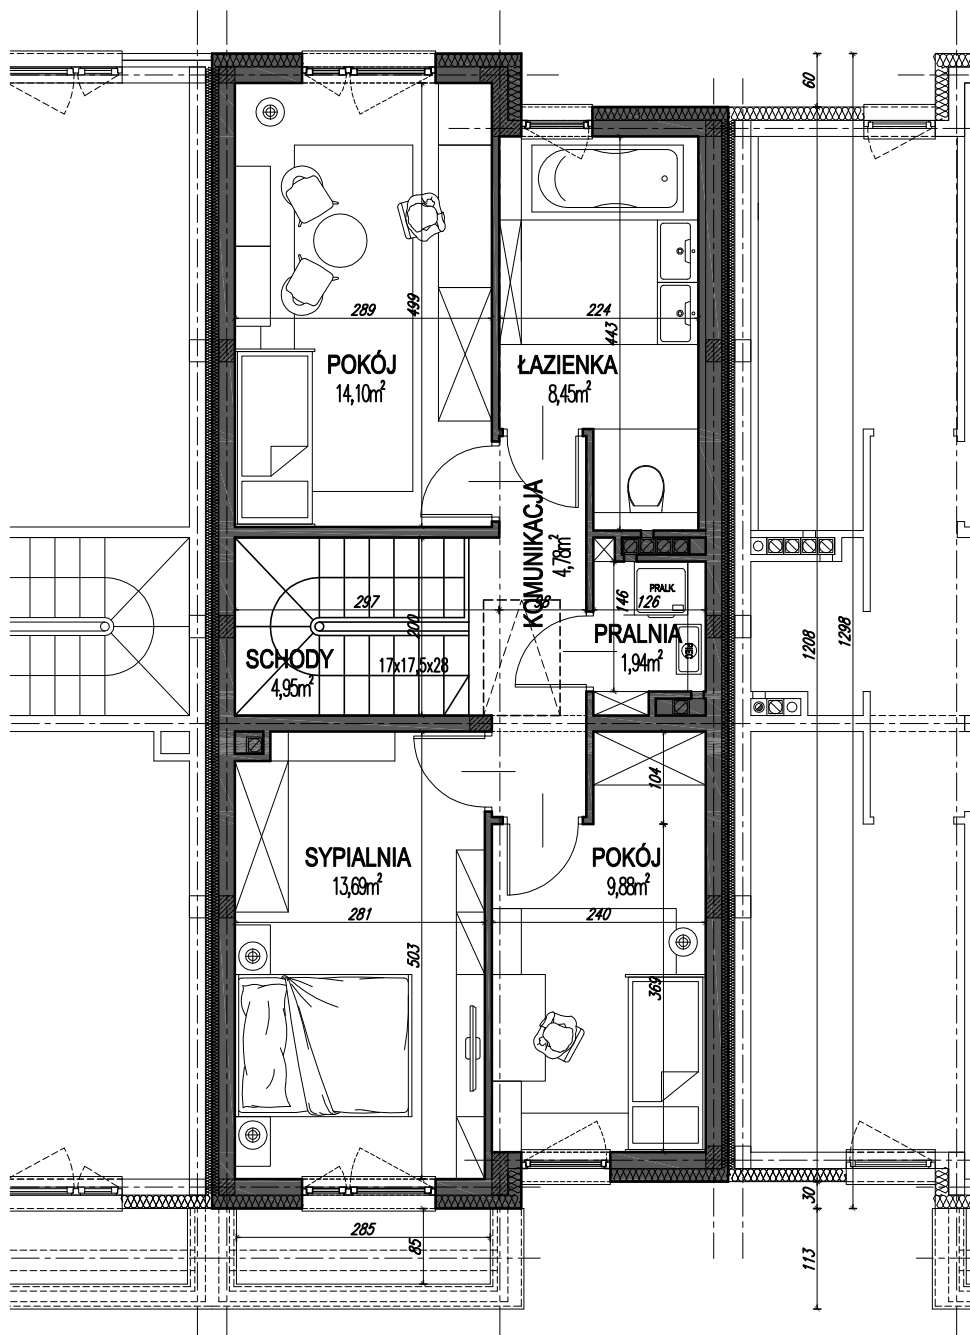 60
289
499
224
443
POKÓJ
14,10m²
ŁAZIENKA
8,45m²
KOMUNIKACJA
4,78m²
98
297
200
146
126
PRALK.
PRALNIA
1,94m²
PIEC
SCHODY
4,95m²
17x17,5x28
1208
1298
104
SYPIALNIA
13,69m²
281
503
POKÓJ
9,88m²
240
369
285
85
30
113